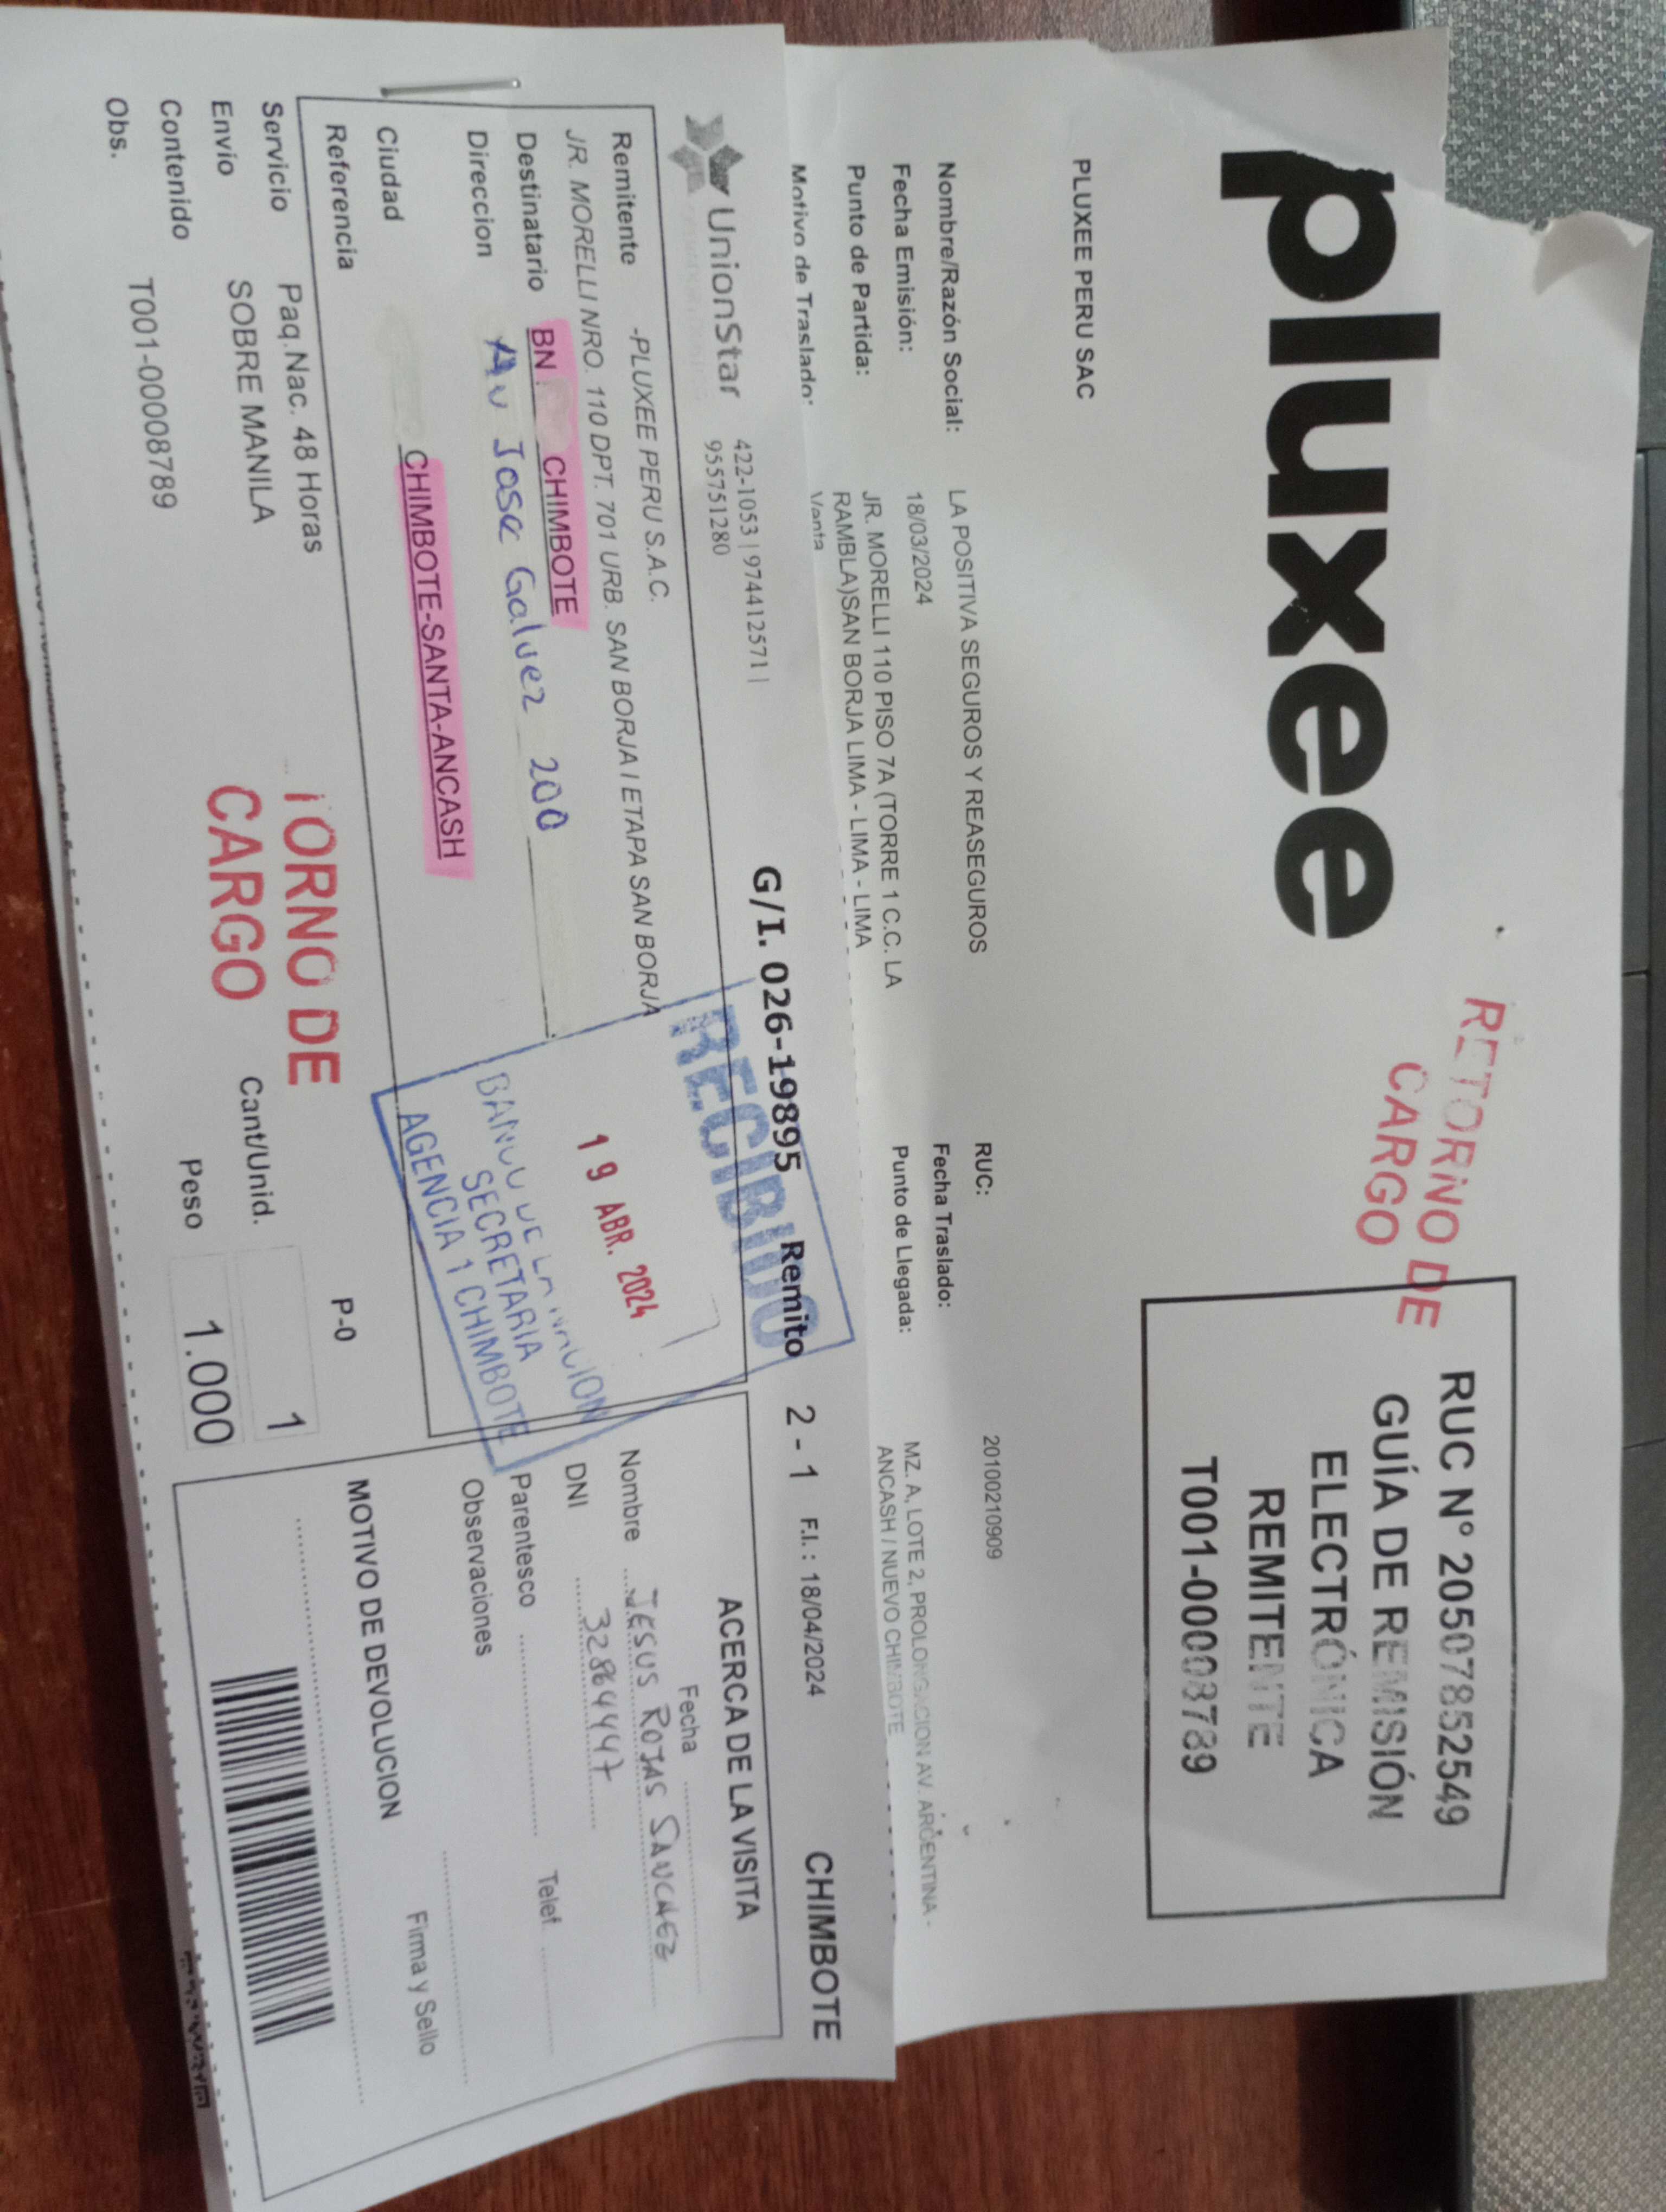 pluxee
RETORNO DE
CARGO
RUC N° 20507852549
GUÍA DE REMISIÓN
ELECTRÓNICA
REMITENTE
T001-00008789
PLUXEE PERU SAC
Nombre/Razón Social: LA POSITIVA SEGUROS Y REASEGUROS RUC: 20100210909
Fecha Emisión: 18/03/2024 Fecha Traslado:
Punto de Partida: JR. MORELLI 110 PISO 7A (TORRE 1 C.C. LA Punto de Llegada: MZ. A, LOTE 2, PROLONGACION AV. ARGENTINA -
RAMBLA)SAN BORJA LIMA - LIMA - LIMA ANCASH / NUEVO CHIMBOTE
Motivo de Traslado: Venta
UnionStar 422-1053 | 974412571 |
955751280
G/I. 026-19895 Remito 2 - 1 F.I. : 18/04/2024 CHIMBOTE
Remitente -PLUXEE PERU S.A.C.
JR. MORELLI NRO. 110 DPT. 701 URB. SAN BORJA I ETAPA SAN BORJA
Destinatario BN CHIMBOTE
Direccion Av Jose Galvez 200
Ciudad CHIMBOTE-SANTA-ANCASH
Referencia
RECIBIDO
19 ABR. 2024
BANCO DE LA NACION
SECRETARIA
AGENCIA 1 CHIMBOTE
ACERCA DE LA VISITA
Fecha
Nombre JESUS ROJAS SANCHEZ
DNI 32864447
Parentesco Telef
Observaciones
Firma y Sello
MOTIVO DE DEVOLUCION
P-0
Servicio Paq.Nac. 48 Horas
Envio SOBRE MANILA
Contenido
Obs. T001-00008789
TORNO DE
CARGO
Cant/Unid. 1
Peso 1.000